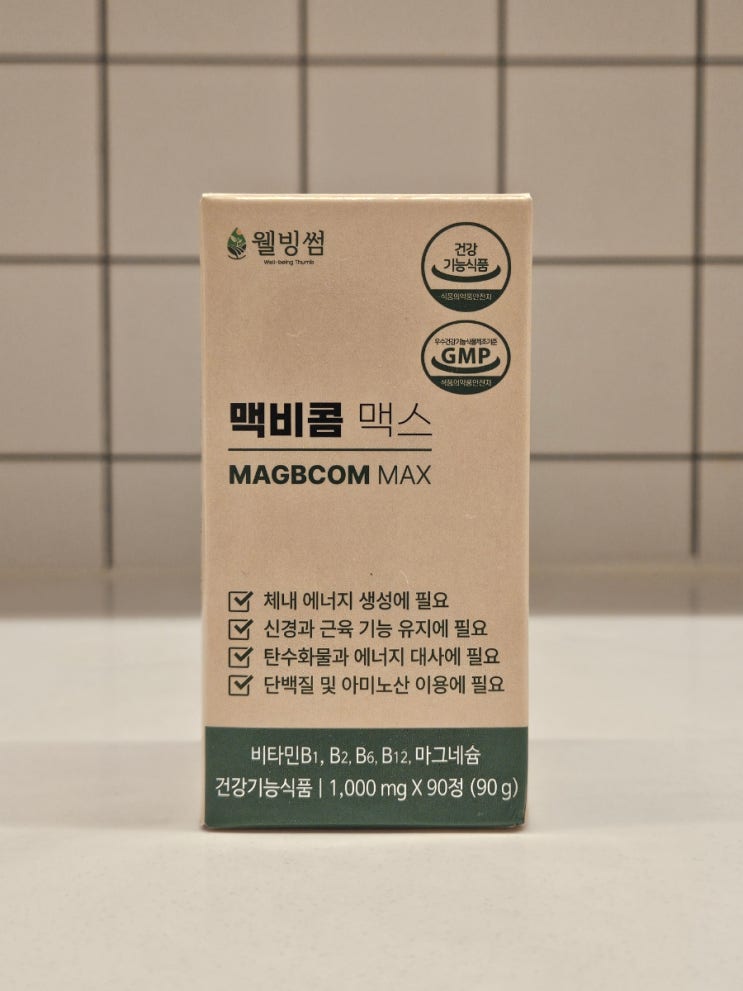 웰빙썸
Well-being Thumb
건강
기능식품
식품의약품안전처
우수건강기능식품제조기준
GMP
식품의약품안전처
맥비콤 맥스
MAGBCOM MAX
체내 에너지 생성에 필요
신경과 근육 기능 유지에 필요
탄수화물과 에너지 대사에 필요
단백질 및 아미노산 이용에 필요
비타민B1, B2, B6, B12, 마그네슘
건강기능식품 | 1,000 mg X 90정 (90 g)